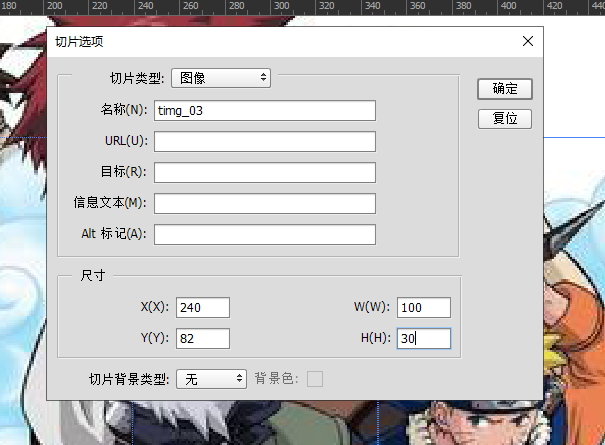 180 200 220 240 260 280 300 320 340 360 380 400 420 440
切片选项
切片类型: 图像
确定
名称(N): timg_03
复位
URL(U):
目标(R):
信息文本(M):
Alt 标记(A):
尺寸
X(X): 240 W(W): 100
Y(Y): 82 H(H): 30
切片背景类型: 无 背景色: